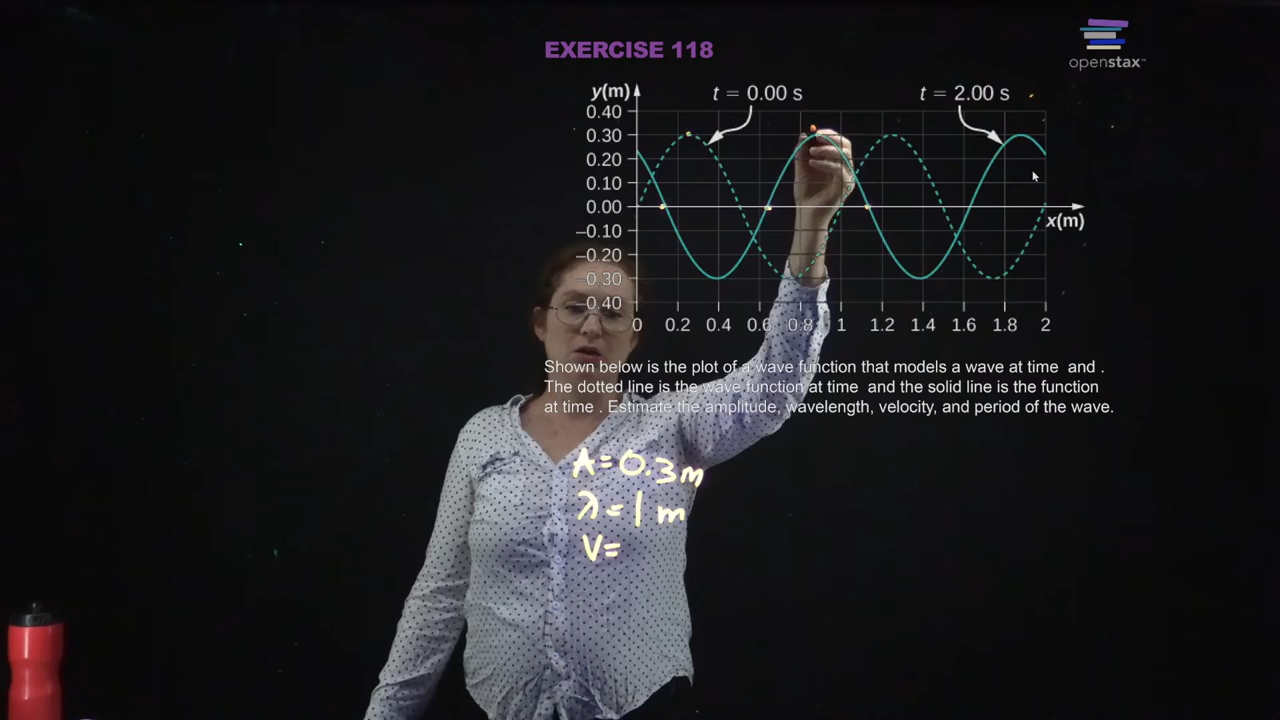 EXERCISE 118
openstax™
y(m)
t = 0.00 s
t = 2.00 s
0.40
0.30
0.20
0.10
0.00
–0.10
–0.20
–0.30
–0.40
x(m)
0 0.2 0.4 0.6 0.8 1 1.2 1.4 1.6 1.8 2
Shown below is the plot of a wave function that models a wave at time and .
The dotted line is the wave function at time and the solid line is the function
at time . Estimate the amplitude, wavelength, velocity, and period of the wave.
A = 0.3 m
λ = 1 m
V =